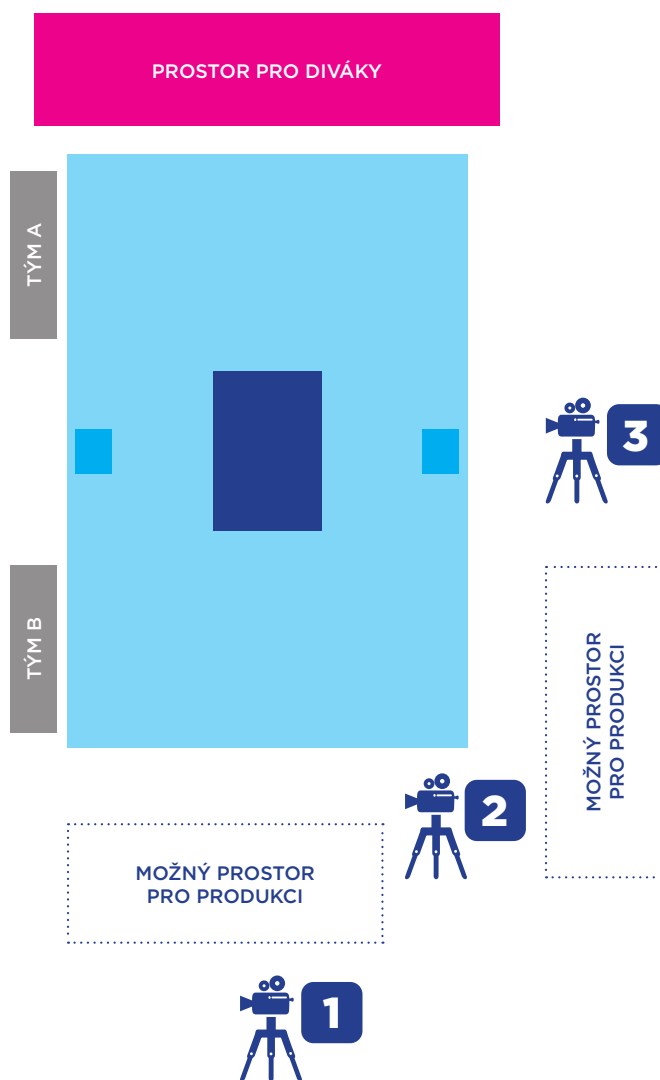 PROSTOR PRO DIVÁKY
TÝM A
3
TÝM B
MOŽNÝ PROSTOR
PRO PRODUKCI
2
MOŽNÝ PROSTOR
PRO PRODUKCI
1